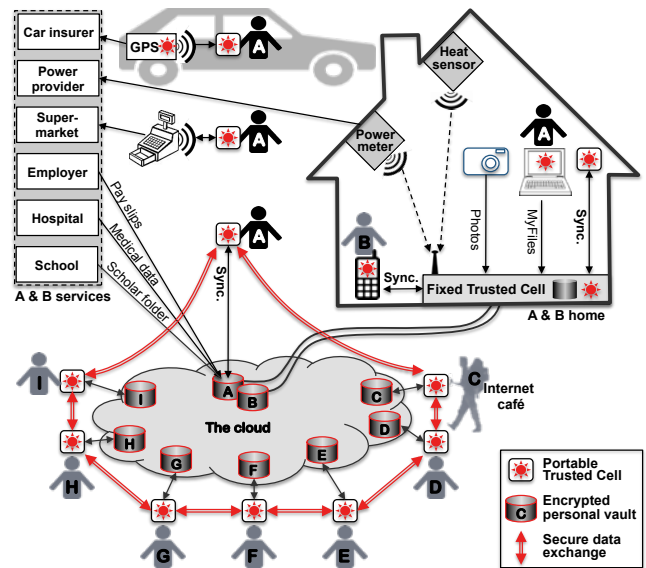 Car insurer
Power
provider
Super-
market
Employer
Hospital
School
A & B services
GPS
A
A
A
Pay slips
Medical data
Scholar folder
Sync.
Heat
sensor
Power
meter
A
B
Photos
MyFiles
Sync.
Sync.
Fixed Trusted Cell
A & B home
The cloud
A
B
C
D
E
F
G
H
I
I
H
G
F
E
D
C
Internet
café
Portable
Trusted Cell
C
Encrypted
personal vault
Secure data
exchange